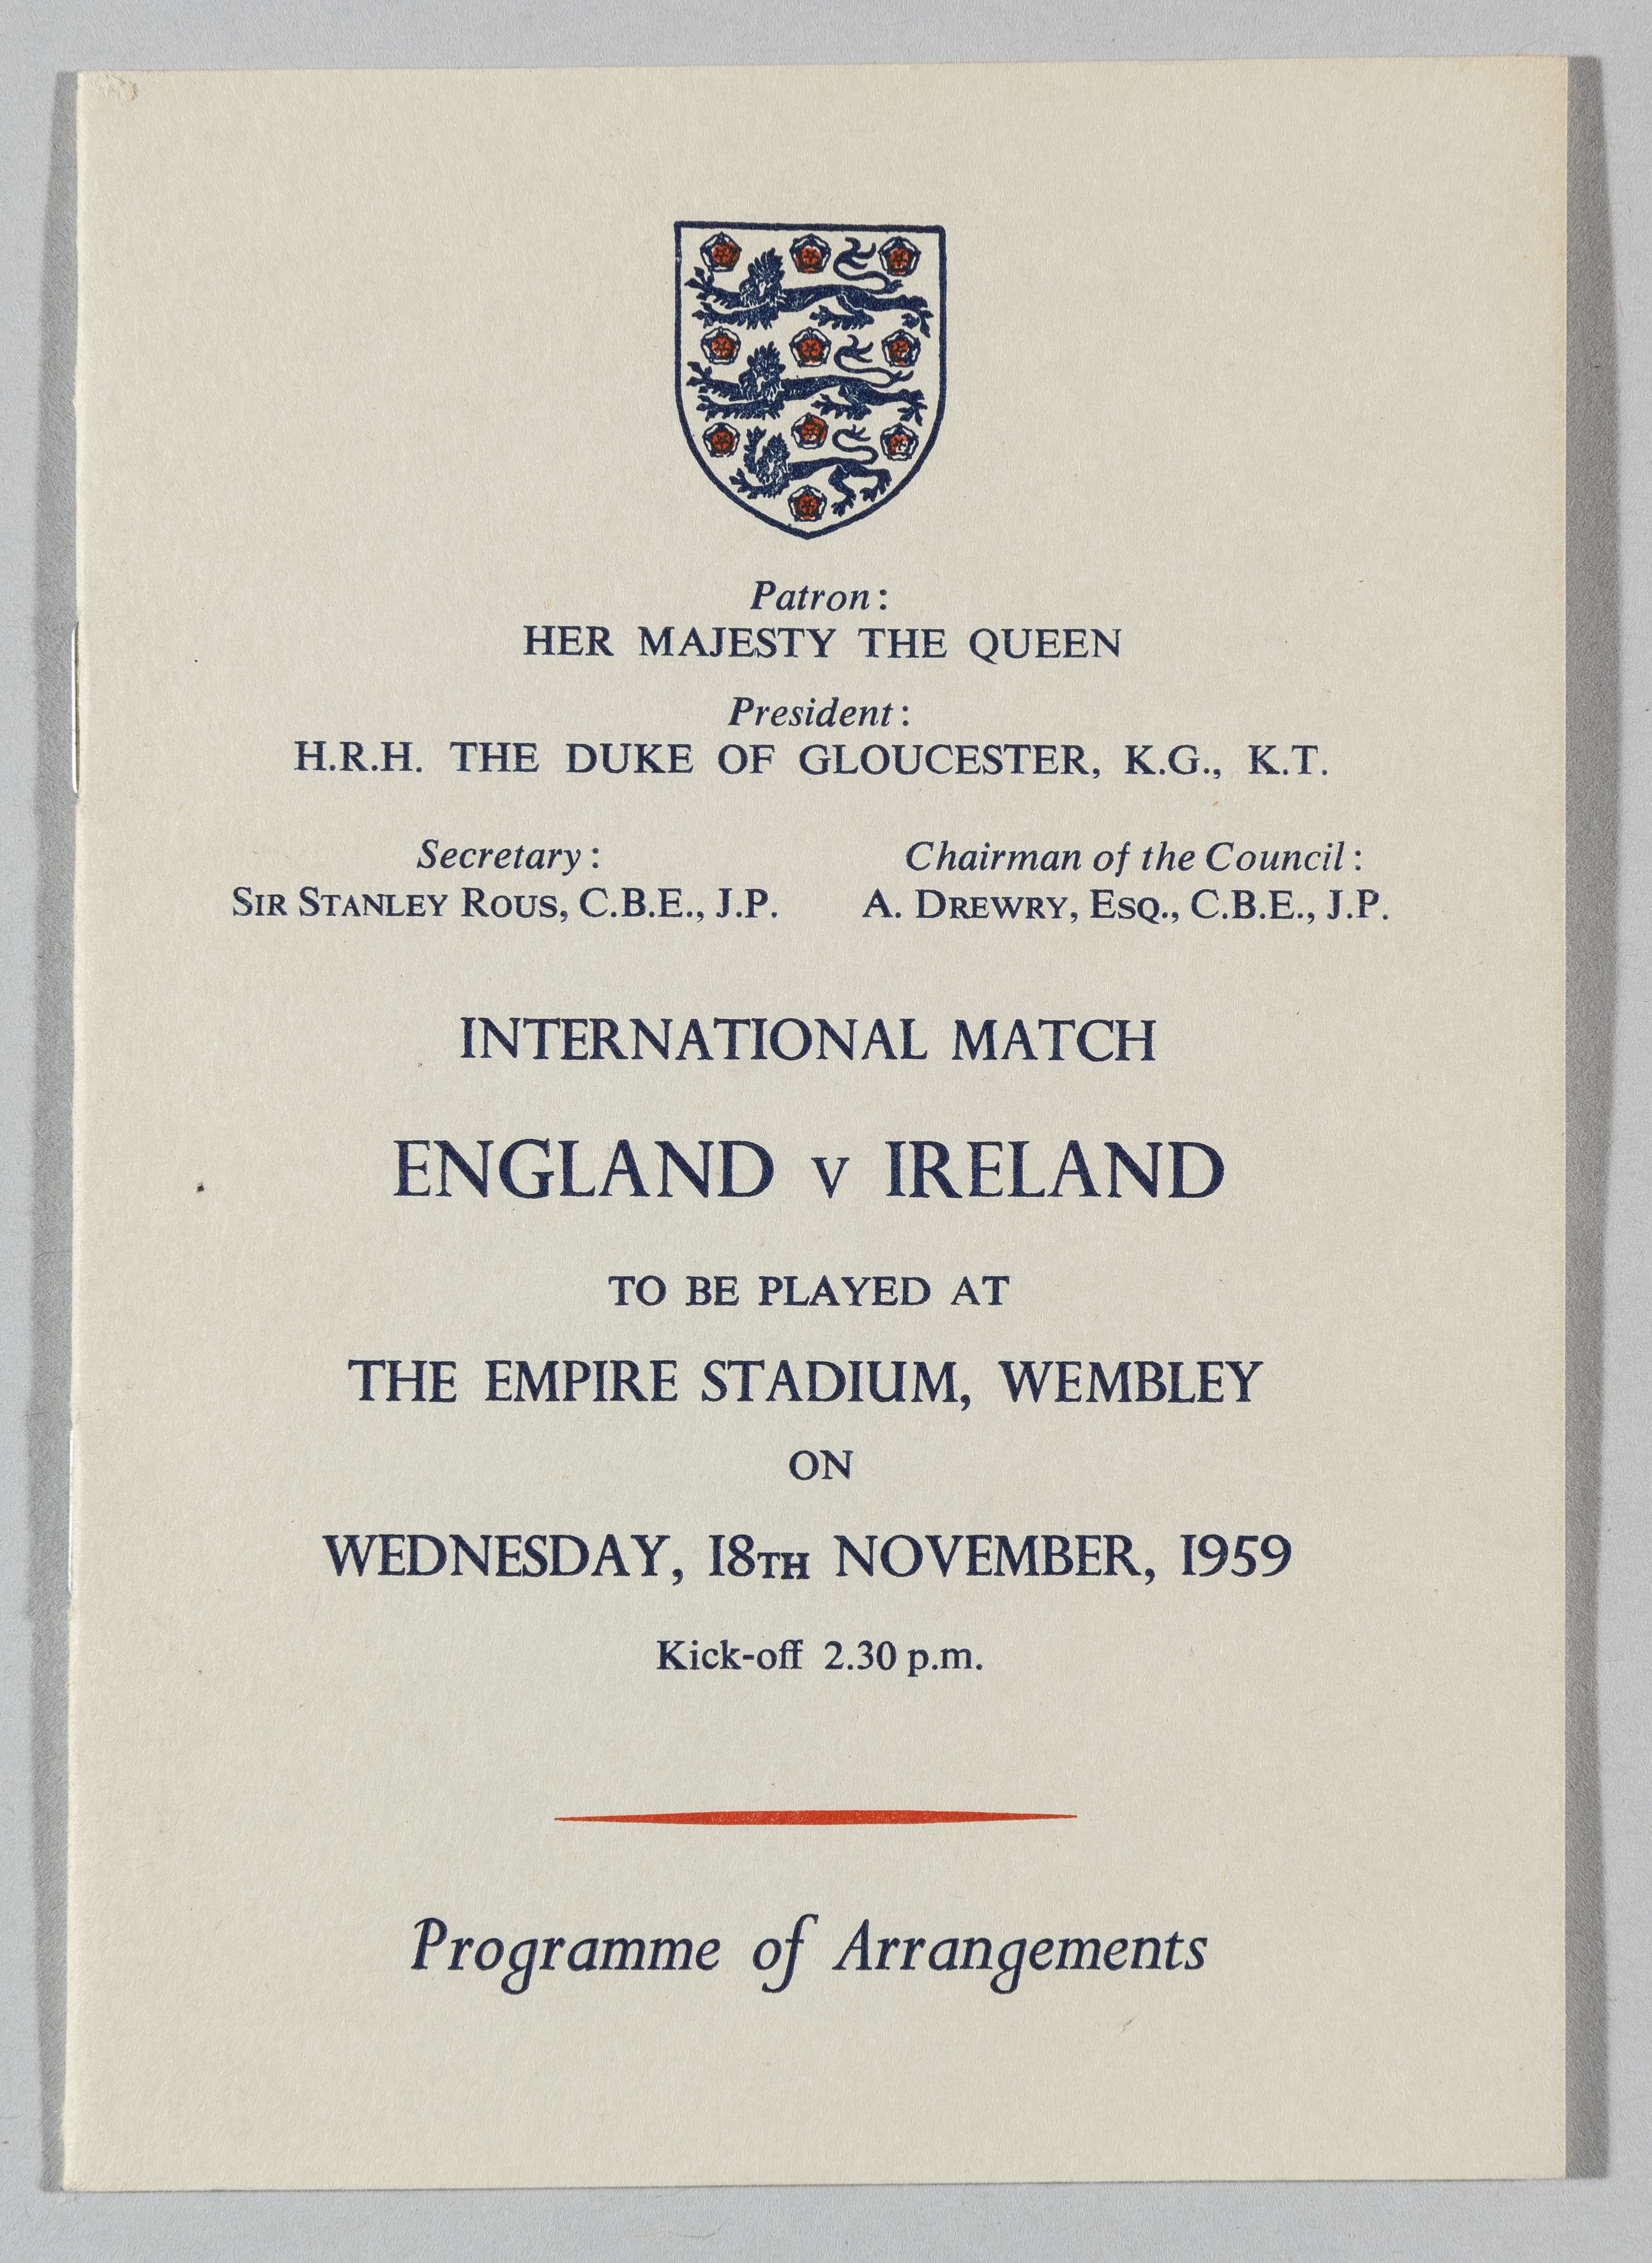 Patron:
HER MAJESTY THE QUEEN
President:
H.R.H. THE DUKE OF GLOUCESTER, K.G., K.T.
Secretary:
SIR STANLEY ROUS, C.B.E., J.P.
Chairman of the Council:
A. DREWRY, ESQ., C.B.E., J.P.
INTERNATIONAL MATCH
ENGLAND v IRELAND
TO BE PLAYED AT
THE EMPIRE STADIUM, WEMBLEY
ON
WEDNESDAY, 18TH NOVEMBER, 1959
Kick-off 2.30 p.m.
Programme of Arrangements